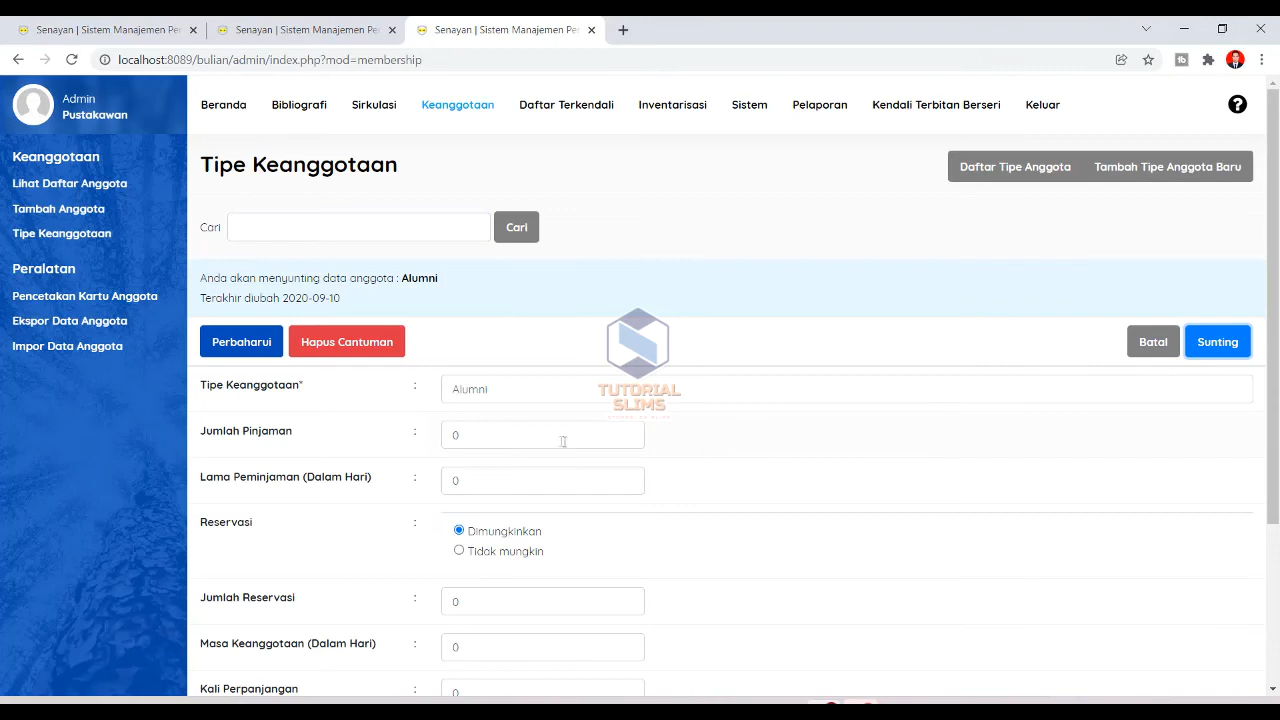 Senayan | Sistem Manajemen Per
Senayan | Sistem Manajemen Per
Senayan | Sistem Manajemen Per
localhost:8089/bulian/admin/index.php?mod=membership
Admin
Pustakawan
Beranda Bibliografi Sirkulasi Keanggotaan Daftar Terkendali Inventarisasi Sistem Pelaporan Kendali Terbitan Berseri Keluar
Keanggotaan
Lihat Daftar Anggota
Tambah Anggota
Tipe Keanggotaan
Peralatan
Pencetakan Kartu Anggota
Ekspor Data Anggota
Impor Data Anggota
Tipe Keanggotaan
Daftar Tipe Anggota Tambah Tipe Anggota Baru
Cari Cari
Anda akan menyunting data anggota : Alumni
Terakhir diubah 2020-09-10
Perbaharui Hapus Cantuman Batal Sunting
Tipe Keanggotaan* : Alumni
TUTORIAL
SLIMS
Jumlah Pinjaman : 0
Lama Peminjaman (Dalam Hari) : 0
Reservasi :
Dimungkinkan
Tidak mungkin
Jumlah Reservasi : 0
Masa Keanggotaan (Dalam Hari) : 0
Kali Perpanjangan : 0